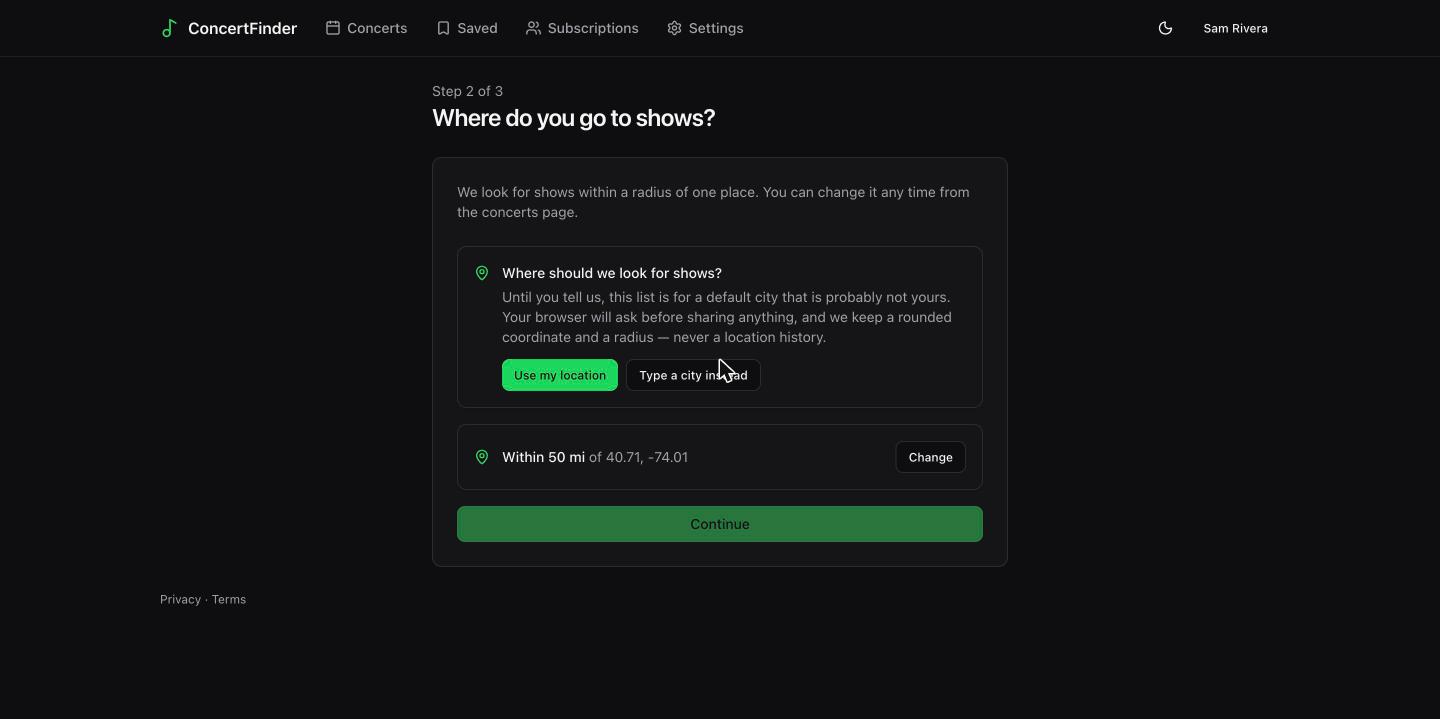 ConcertFinder
Concerts
Saved
Subscriptions
Settings
Sam Rivera
Step 2 of 3
Where do you go to shows?
We look for shows within a radius of one place. You can change it any time from
the concerts page.
Where should we look for shows?
Until you tell us, this list is for a default city that is probably not yours.
Your browser will ask before sharing anything, and we keep a rounded
coordinate and a radius — never a location history.
Use my location
Type a city instead
Within 50 mi of 40.71, -74.01
Change
Continue
Privacy · Terms